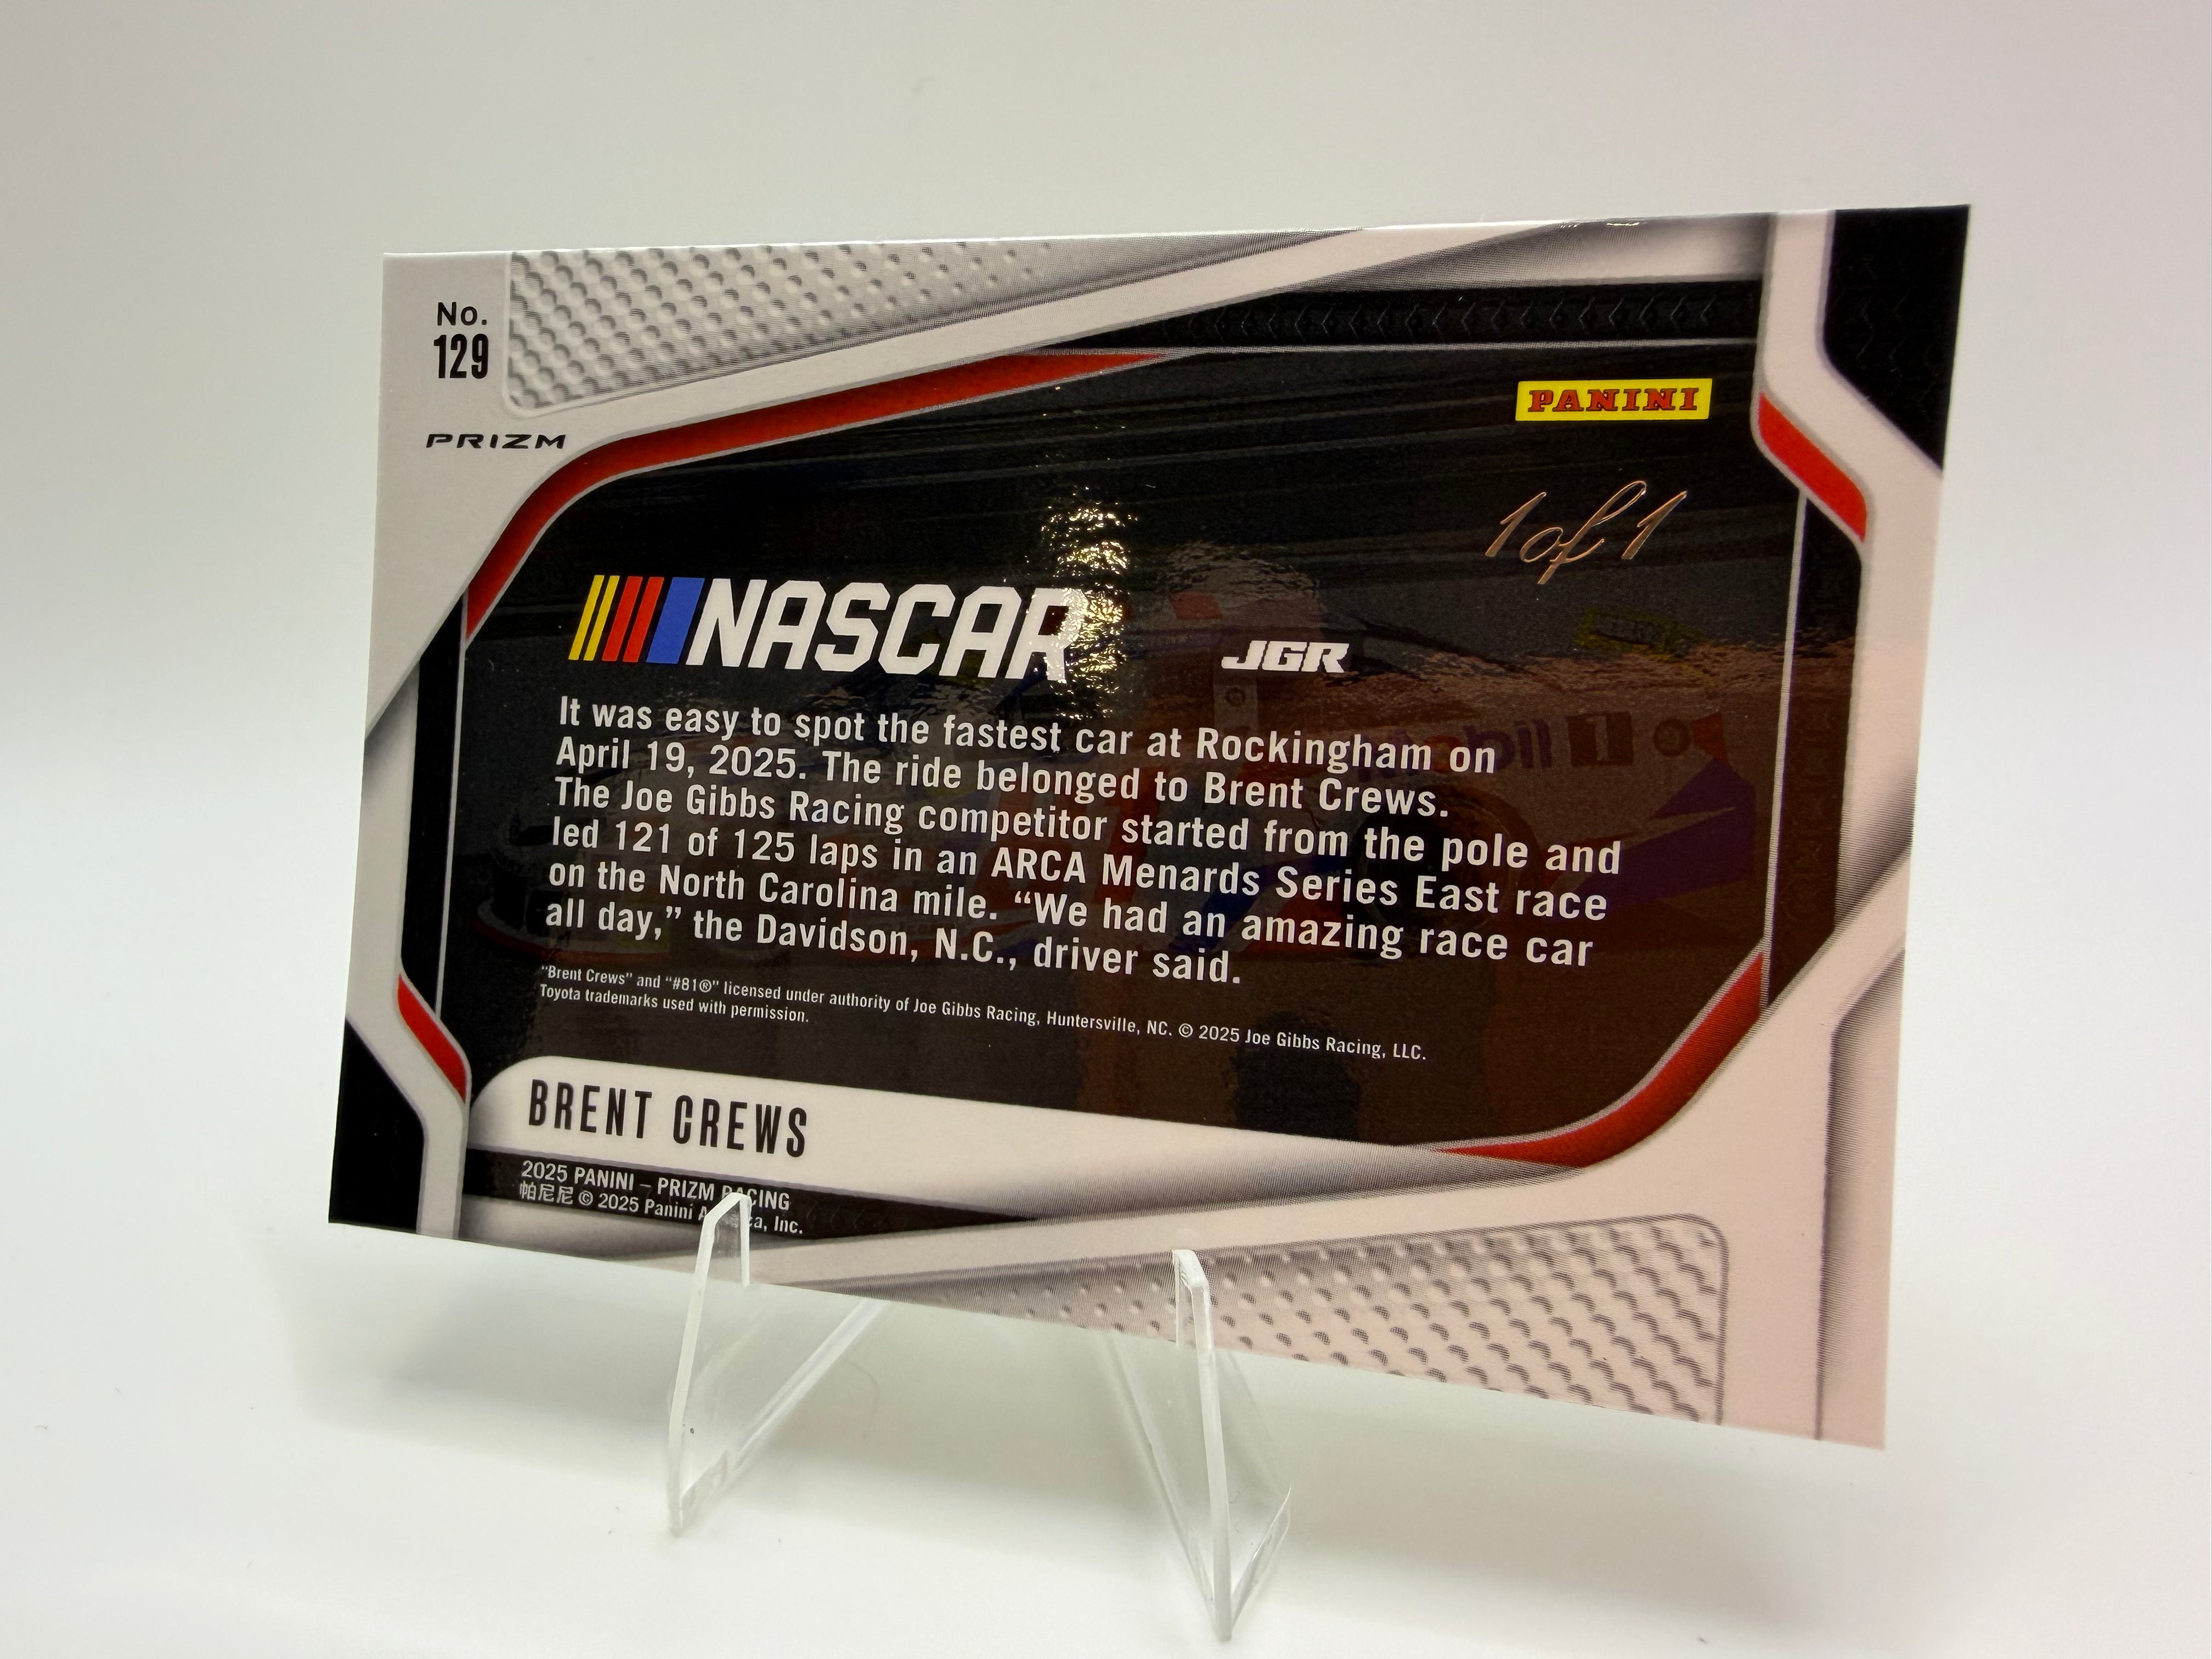 No.
129
PRIZM
PANINI
1 of 1
NASCAR
JGR
It was easy to spot the fastest car at Rockingham on
April 19, 2025. The ride belonged to Brent Crews.
The Joe Gibbs Racing competitor started from the pole and
led 121 of 125 laps in an ARCA Menards Series East race
on the North Carolina mile. “We had an amazing race car
all day,” the Davidson, N.C., driver said.
“Brent Crews” and “#81®” licensed under authority of Joe Gibbs Racing, Huntersville, NC. © 2025 Joe Gibbs Racing, LLC.
Toyota trademarks used with permission.
BRENT CREWS
2025 PANINI – PRIZM RACING
帕尼尼 © 2025 Panini America, Inc.